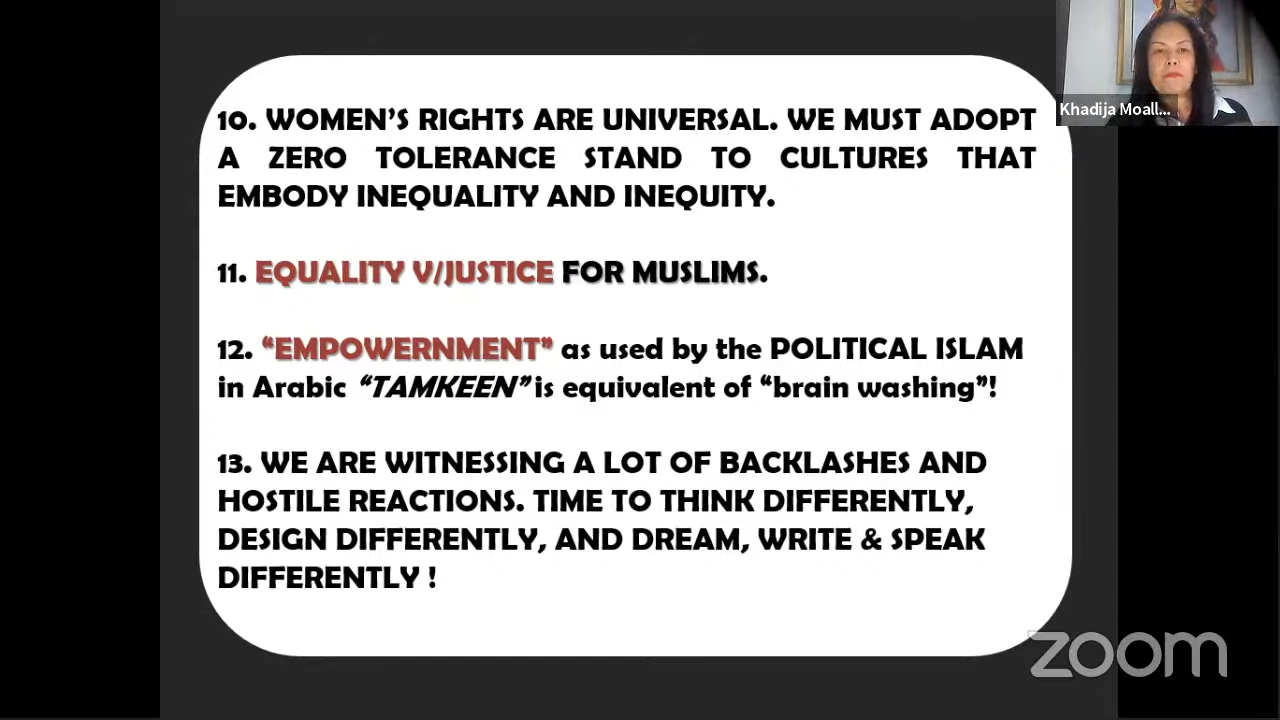 10. WOMEN’S RIGHTS ARE UNIVERSAL. WE MUST ADOPT
A ZERO TOLERANCE STAND TO CULTURES THAT
EMBODY INEQUALITY AND INEQUITY.
11. EQUALITY V/JUSTICE FOR MUSLIMS.
12. “EMPOWERNMENT” as used by the POLITICAL ISLAM
in Arabic “TAMKEEN” is equivalent of “brain washing”!
13. WE ARE WITNESSING A LOT OF BACKLASHES AND
HOSTILE REACTIONS. TIME TO THINK DIFFERENTLY,
DESIGN DIFFERENTLY, AND DREAM, WRITE & SPEAK
DIFFERENTLY !
Khadija Moall...
zoom